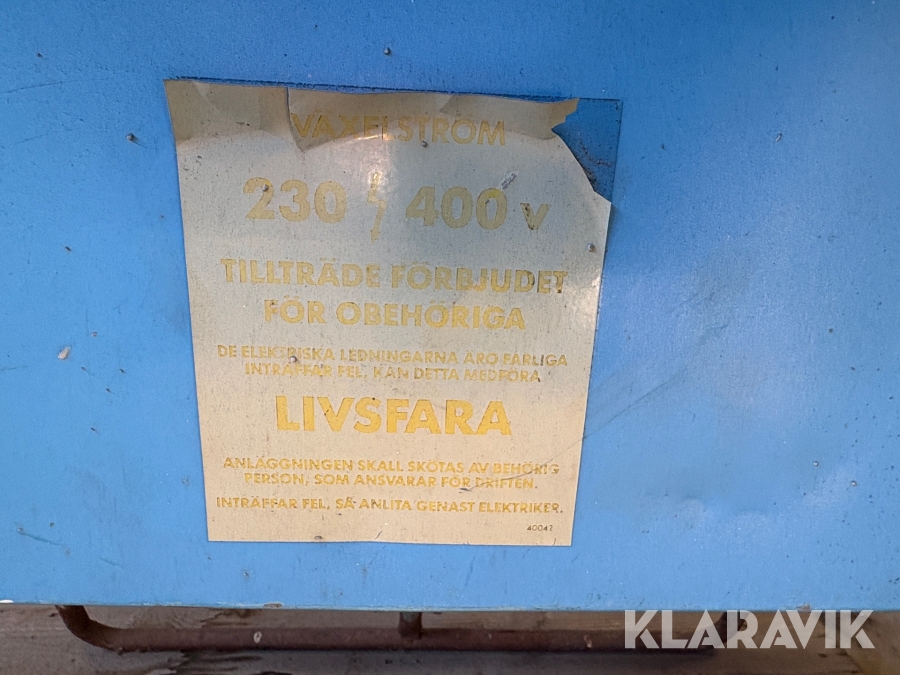 VÄXELSTRÖM
230 / 400 V
TILLTRÄDE FÖRBJUDET
FÖR OBEHÖRIGA
DE ELEKTRISKA LEDNINGARNA ÄRO FARLIGA
INTRÄFFAR FEL, KAN DETTA MEDFÖRA
LIVSFARA
ANLÄGGNINGEN SKALL SKÖTAS AV BEHÖRIG
PERSON, SOM ANSVARAR FÖR DRIFTEN.
INTRÄFFAR FEL, SÅ ANLITA GENAST ELEKTRIKER.
40042
KLARAVIK